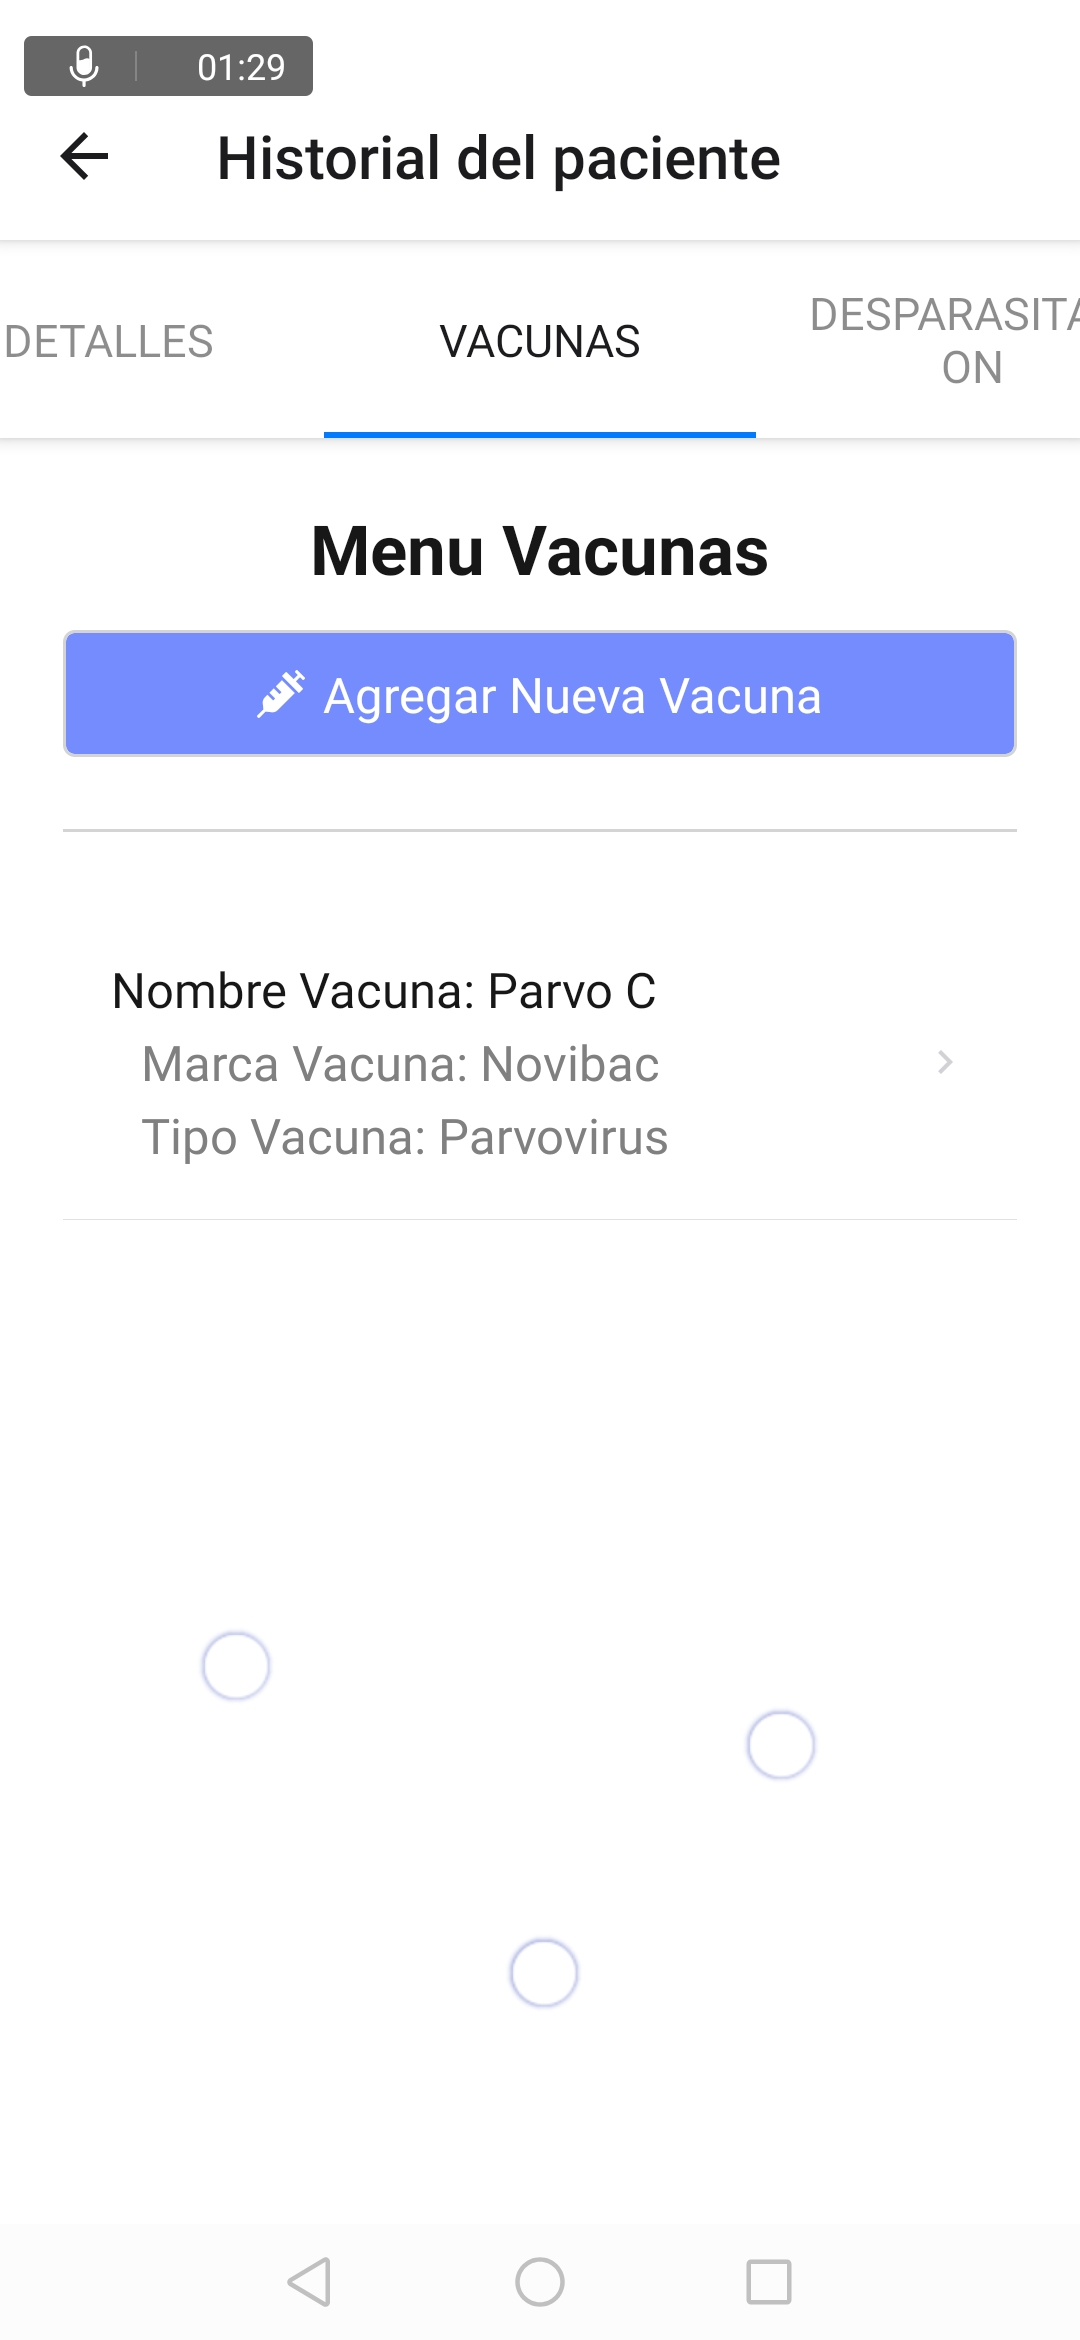 01:29
Historial del paciente
DETALLES
VACUNAS
DESPARASITA
ON
Menu Vacunas
Agregar Nueva Vacuna
Nombre Vacuna: Parvo C
Marca Vacuna: Novibac
Tipo Vacuna: Parvovirus